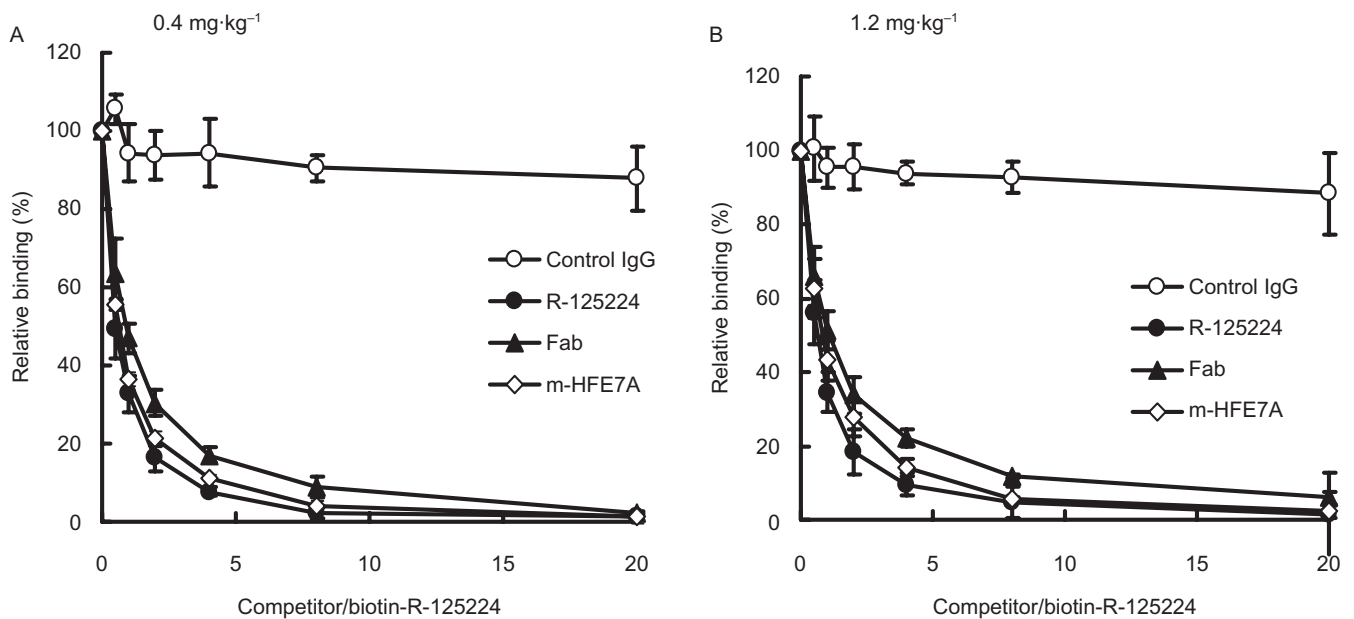 A
0.4 mg·kg⁻¹
120
100
80
60
40
20
0
Relative binding (%)
Control IgG
R-125224
Fab
m-HFE7A
0 5 10 15 20
Competitor/biotin-R-125224
B
1.2 mg·kg⁻¹
120
100
80
60
40
20
0
Relative binding (%)
Control IgG
R-125224
Fab
m-HFE7A
0 5 10 15 20
Competitor/biotin-R-125224